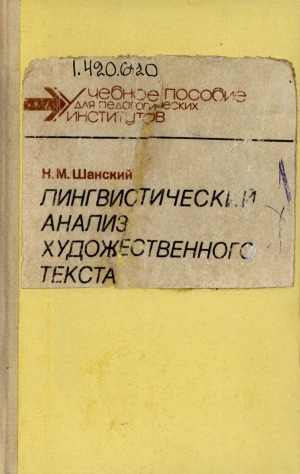 1.420.620
Учебное пособие
для педагогических
институтов
Н. М. Шанский
ЛИНГВИСТИЧЕСКИЙ
АНАЛИЗ
ХУДОЖЕСТВЕННОГО
ТЕКСТА